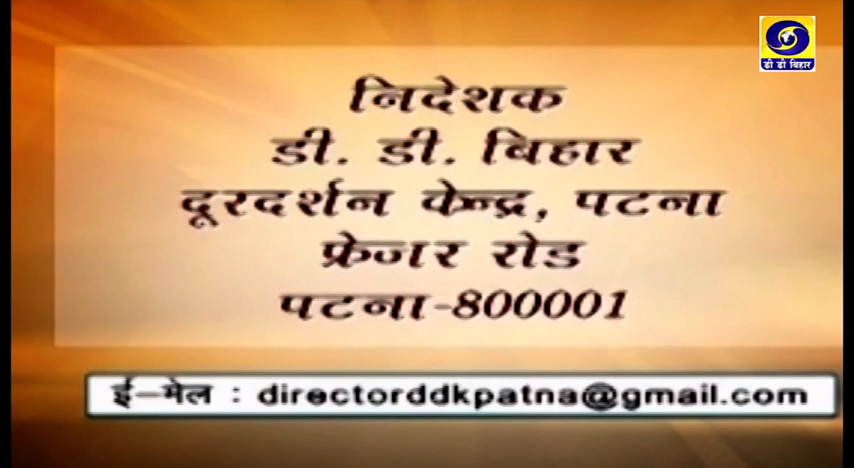 डी डी बिहार
निदेशक
डी. डी. बिहार
दूरदर्शन केन्द्र, पटना
फ्रेजर रोड
पटना-800001
ई-मेल : directorddkpatna@gmail.com